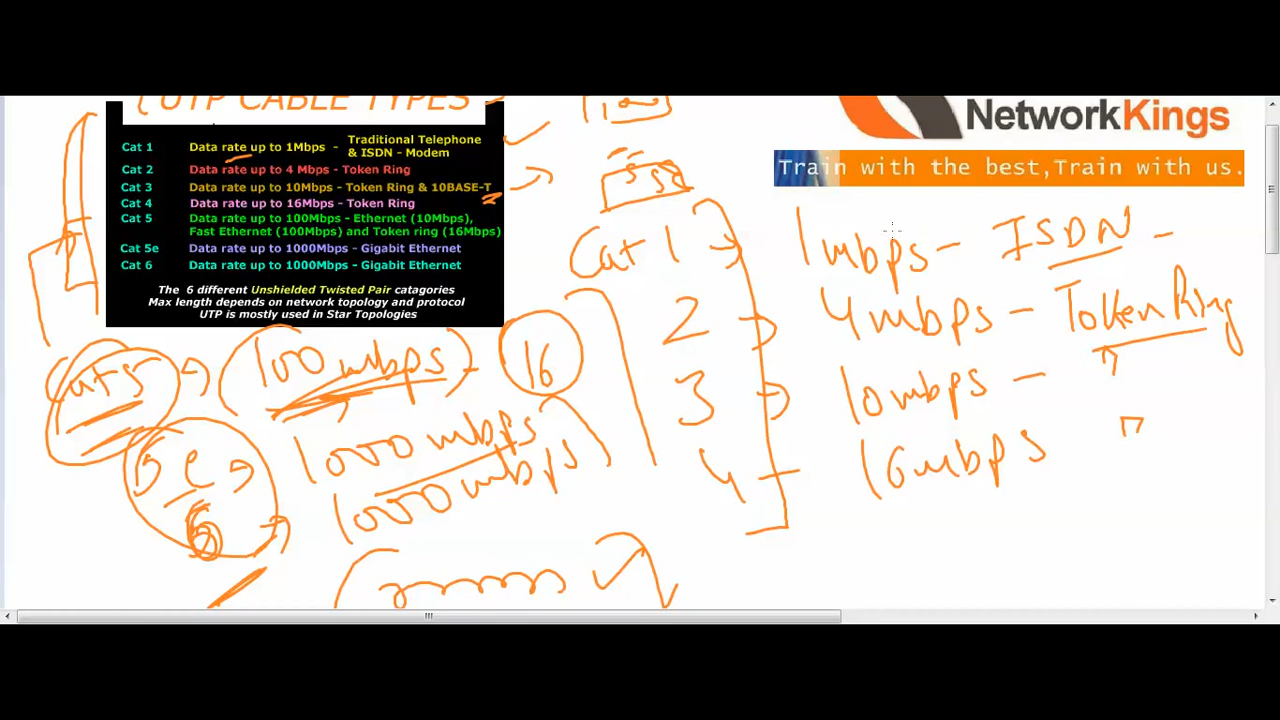 (UTP CABLE TYPES -
Cat 1 Data rate up to 1Mbps - Traditional Telephone
& ISDN - Modem
Cat 2 Data rate up to 4 Mbps - Token Ring
Cat 3 Data rate up to 10Mbps - Token Ring & 10BASE-T
Cat 4 Data rate up to 16Mbps - Token Ring
Cat 5 Data rate up to 100Mbps - Ethernet (10Mbps),
Fast Ethernet (100Mbps) and Token ring (16Mbps)
Cat 5e Data rate up to 1000Mbps - Gigabit Ethernet
Cat 6 Data rate up to 1000Mbps - Gigabit Ethernet
The 6 different Unshielded Twisted Pair catagories
Max length depends on network topology and protocol
UTP is mostly used in Star Topologies
NetworkKings
Train with the best,Train with us.
Cat 1 1mbps - ISDN -
2 4mbps - Token Ring
3 10mbps -
4 16mbps
100 mbps - 16
5e 1000 mbps
6 1000 mbps